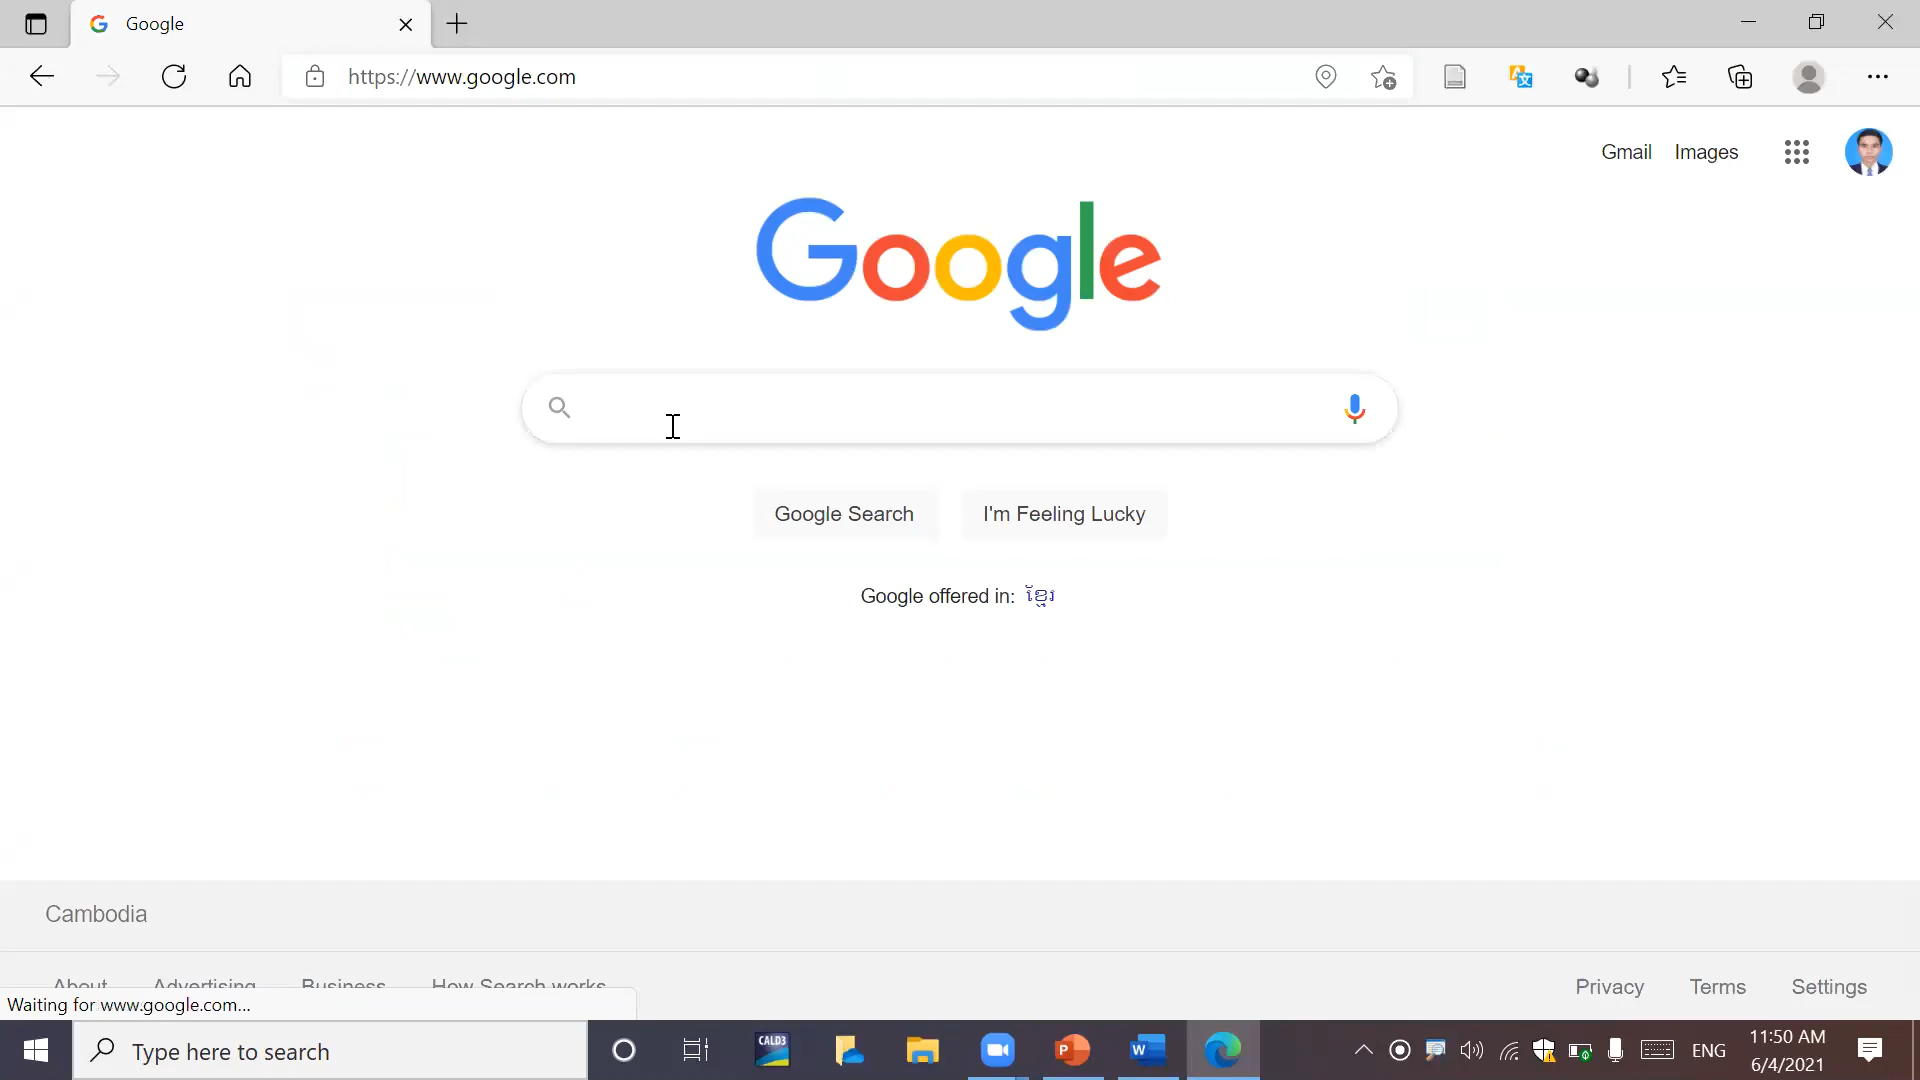 Google
https://www.google.com
Gmail Images
Google
Google Search I'm Feeling Lucky
Google offered in: ខ្មែរ
Cambodia
About Advertising Business How Search works
Privacy Terms Settings
Waiting for www.google.com...
Type here to search
CALD3
P
W
ENG
11:50 AM
6/4/2021